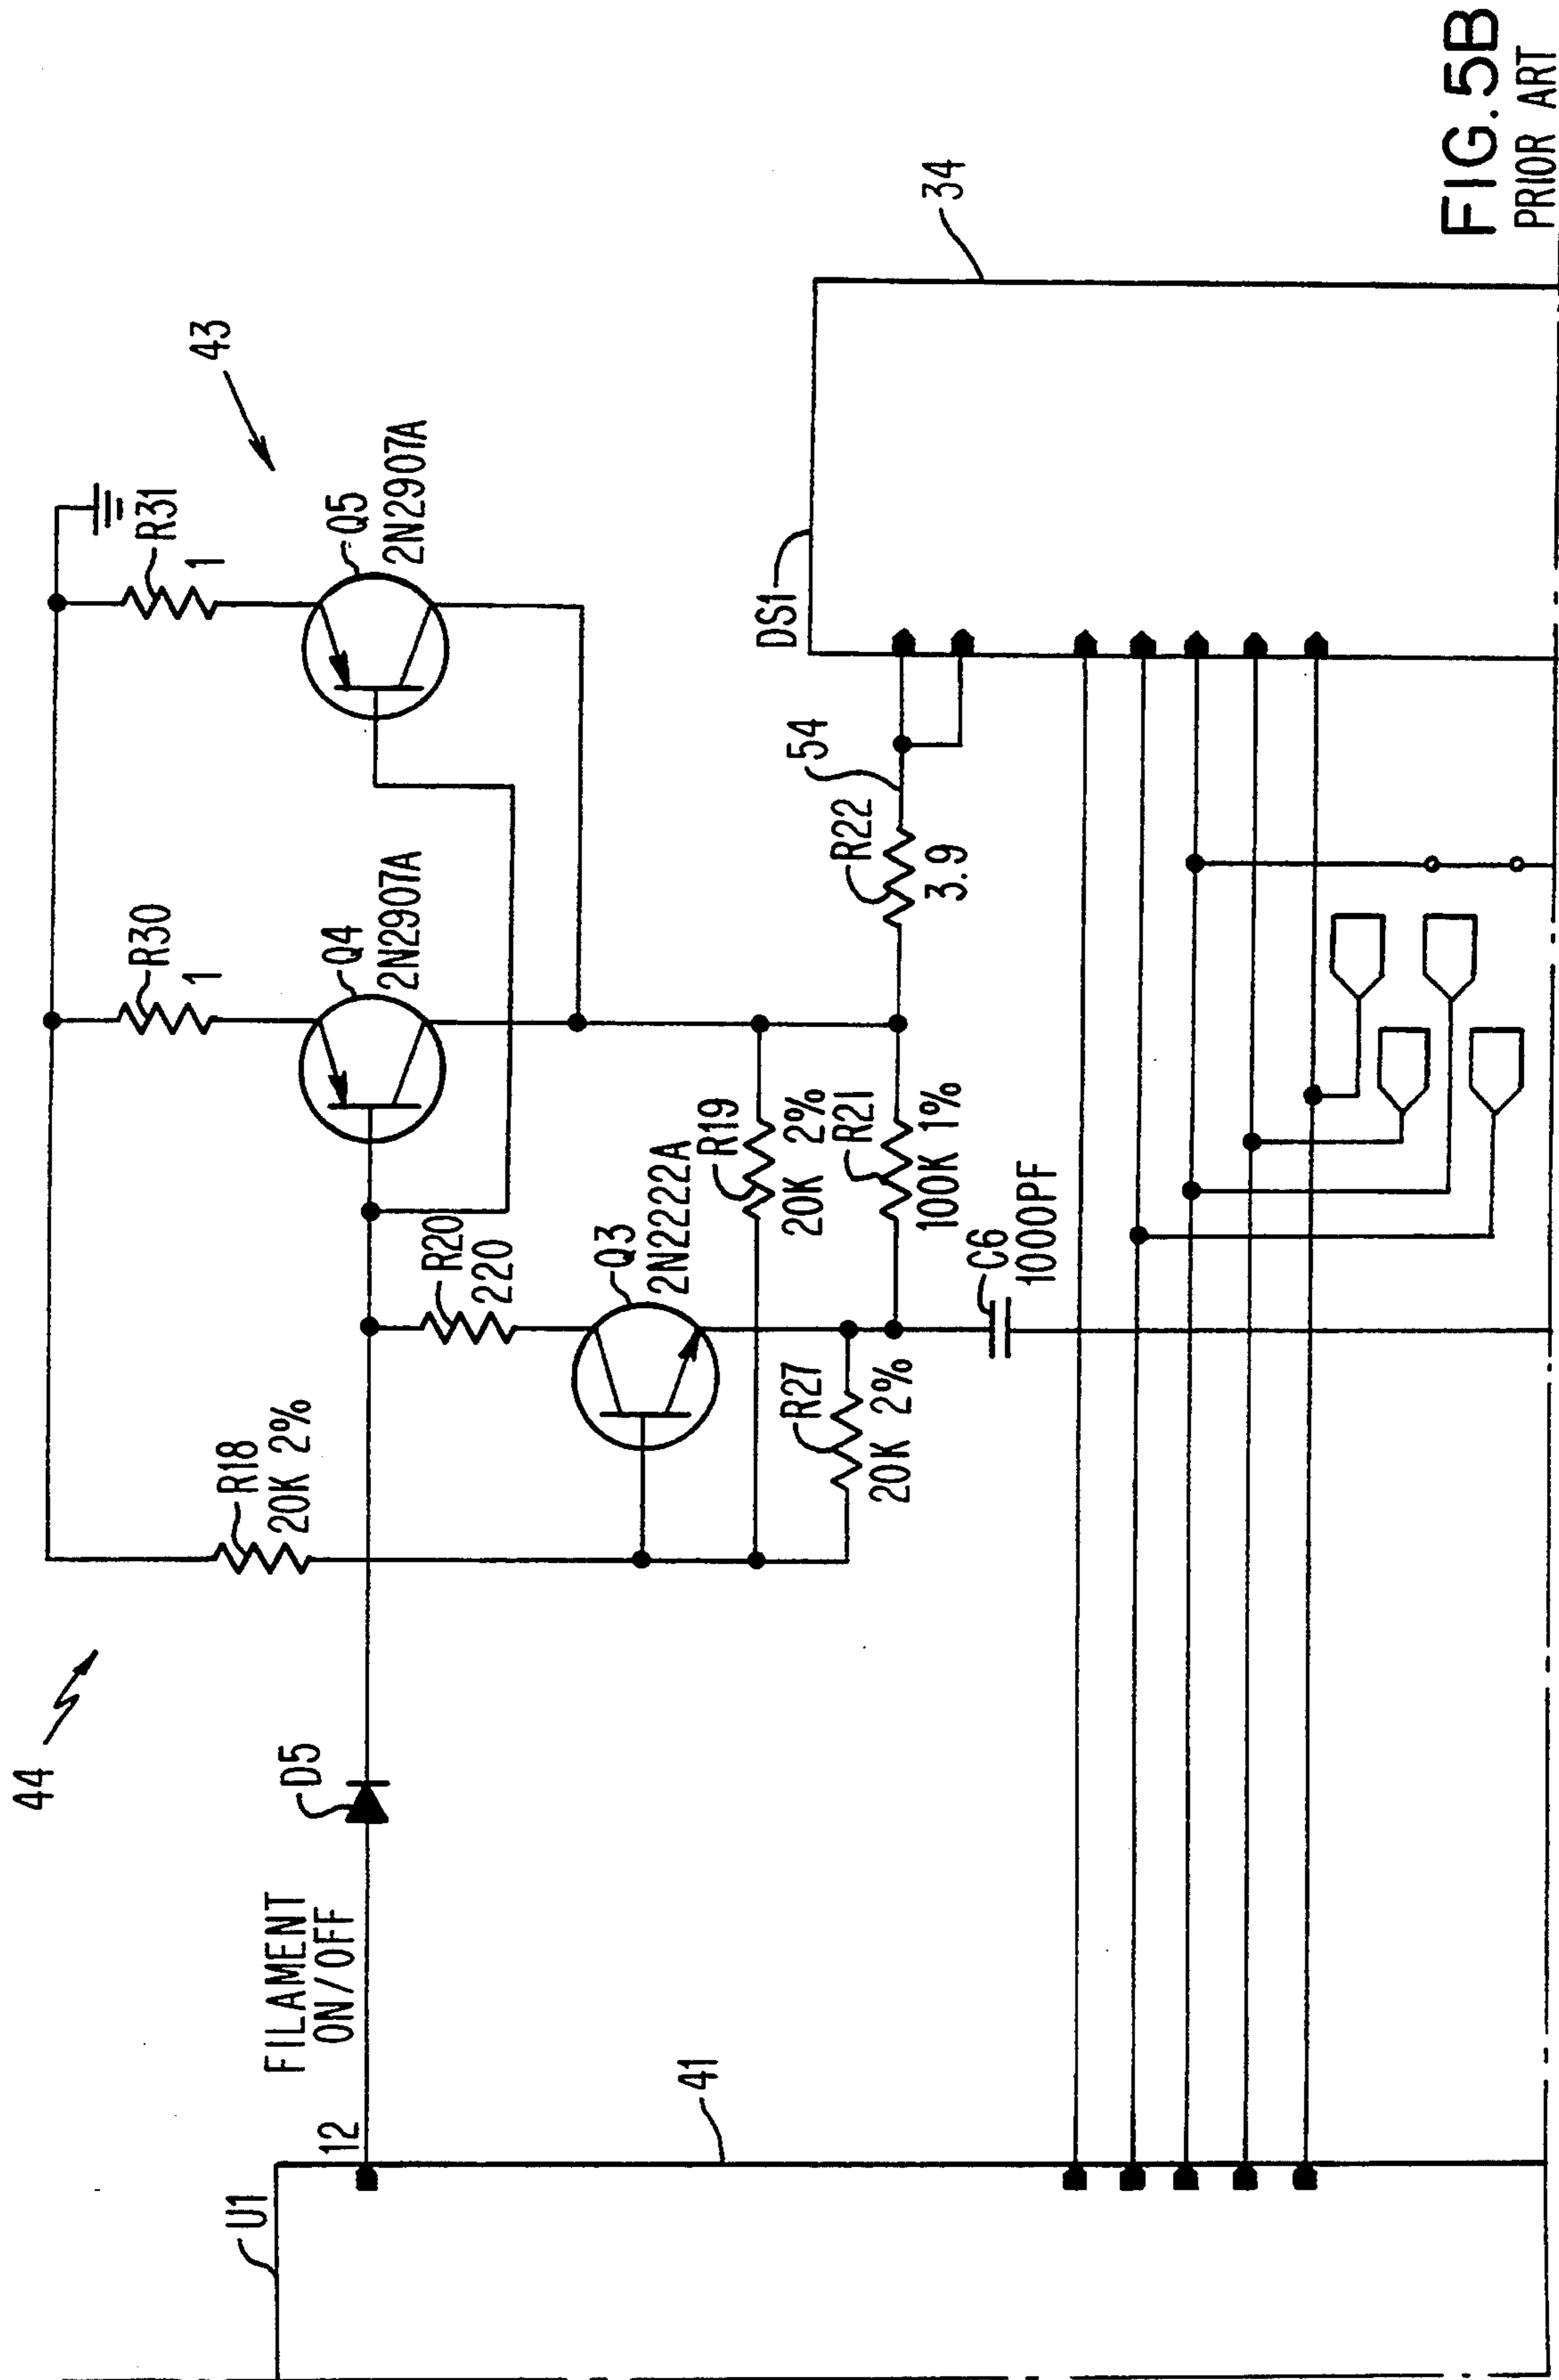 44
43
R18
20K 2%
R30
1
R31
1
Q4
2N2907A
Q5
2N2907A
U1
12
FILAMENT
ON/OFF
D5
R20
220
Q3
2N2222A
R19
20K 2%
R27
20K 2%
R21
100K 1%
C6
1000PF
R22
3.9
54
DS1
34
41
FIG.5B
PRIOR ART